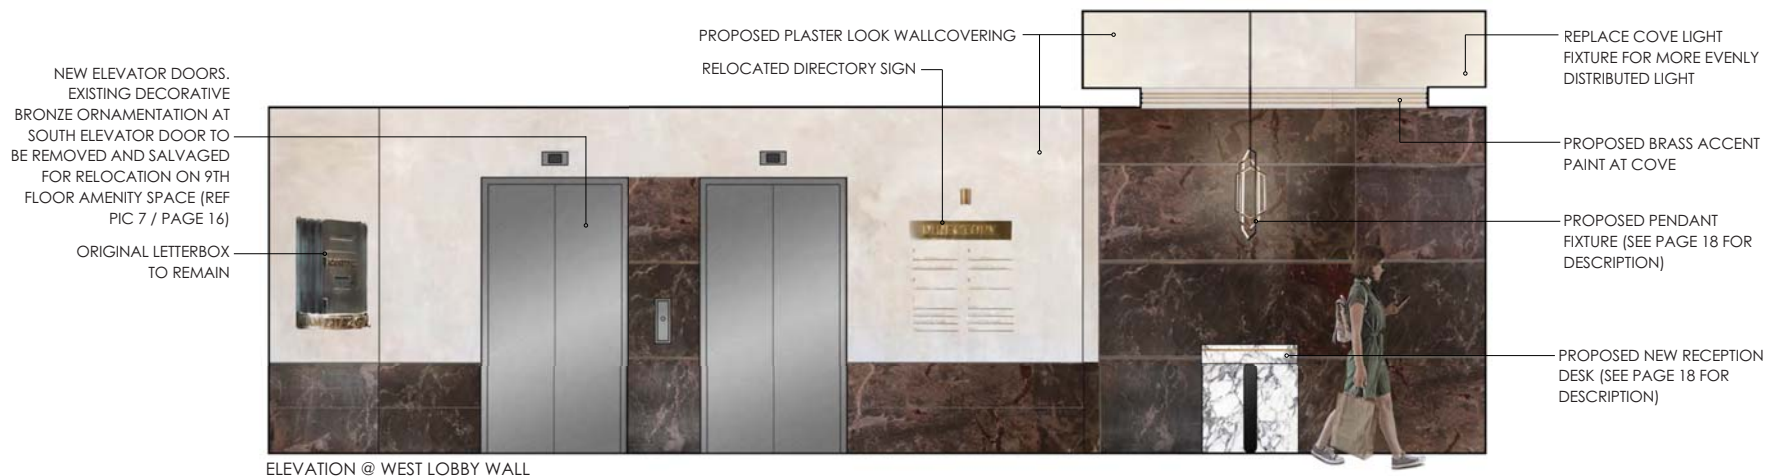 PROPOSED PLASTER LOOK WALLCOVERING
RELOCATED DIRECTORY SIGN
NEW ELEVATOR DOORS.
EXISTING DECORATIVE
BRONZE ORNAMENTATION AT
SOUTH ELEVATOR DOOR TO
BE REMOVED AND SALVAGED
FOR RELOCATION ON 9TH
FLOOR AMENITY SPACE (REF
PIC 7 / PAGE 16)
ORIGINAL LETTERBOX
TO REMAIN
DIRECTORY
REPLACE COVE LIGHT
FIXTURE FOR MORE EVENLY
DISTRIBUTED LIGHT
PROPOSED BRASS ACCENT
PAINT AT COVE
PROPOSED PENDANT
FIXTURE (SEE PAGE 18 FOR
DESCRIPTION)
PROPOSED NEW RECEPTION
DESK (SEE PAGE 18 FOR
DESCRIPTION)
ELEVATION @ WEST LOBBY WALL